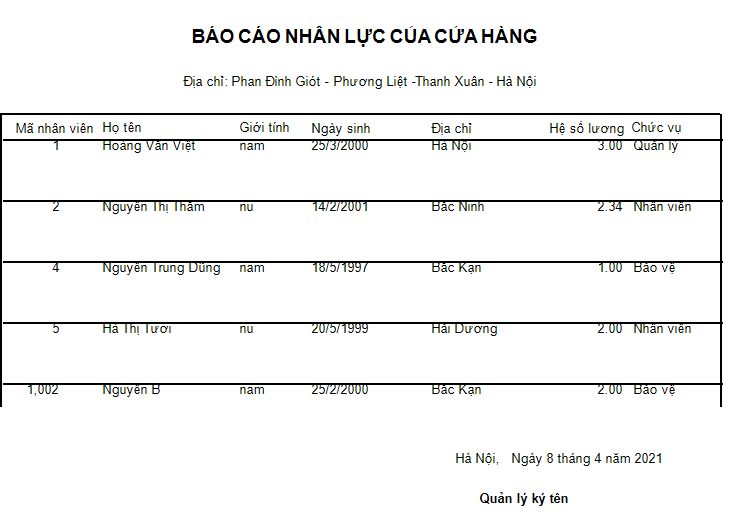 BÁO CÁO NHÂN LỰC CỦA CỬA HÀNG
Địa chỉ: Phan Đình Giót - Phương Liệt -Thanh Xuân - Hà Nội
Mã nhân viên Họ tên Giới tính Ngày sinh Địa chỉ Hệ số lương Chức vụ
1 Hoàng Văn Việt nam 25/3/2000 Hà Nội 3.00 Quản lý
2 Nguyễn Thị Thắm nu 14/2/2001 Bắc Ninh 2.34 Nhân viên
4 Nguyễn Trung Dũng nam 18/5/1997 Bắc Kạn 1.00 Bảo vệ
5 Hà Thị Tươi nu 20/5/1999 Hải Dương 2.00 Nhân viên
1,002 Nguyễn B nam 25/2/2000 Bắc Kạn 2.00 Bảo vệ
Hà Nội, Ngày 8 tháng 4 năm 2021
Quản lý ký tên